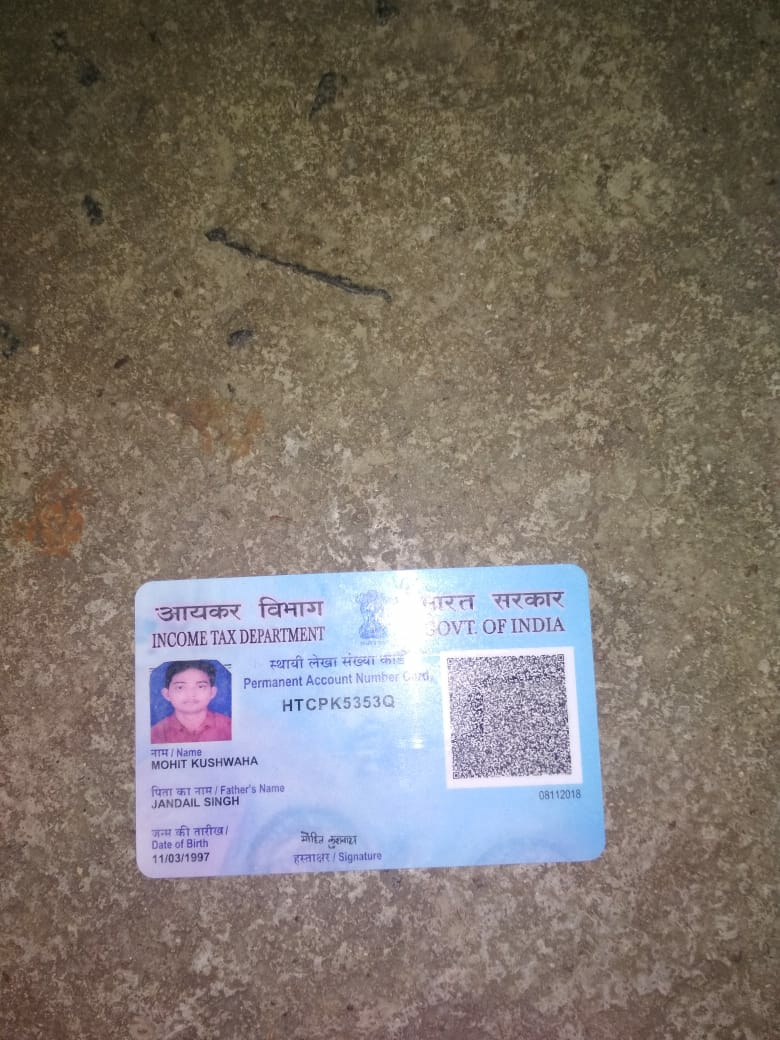 आयकर विभाग
INCOME TAX DEPARTMENT
भारत सरकार
GOVT. OF INDIA
स्थायी लेखा संख्या कार्ड
Permanent Account Number Card
HTCPK5353Q
नाम / Name
MOHIT KUSHWAHA
पिता का नाम / Father's Name
JANDAIL SINGH
जन्म की तारीख/
Date of Birth
11/03/1997
मोहित कुशवाहा
हस्ताक्षर / Signature
08112018